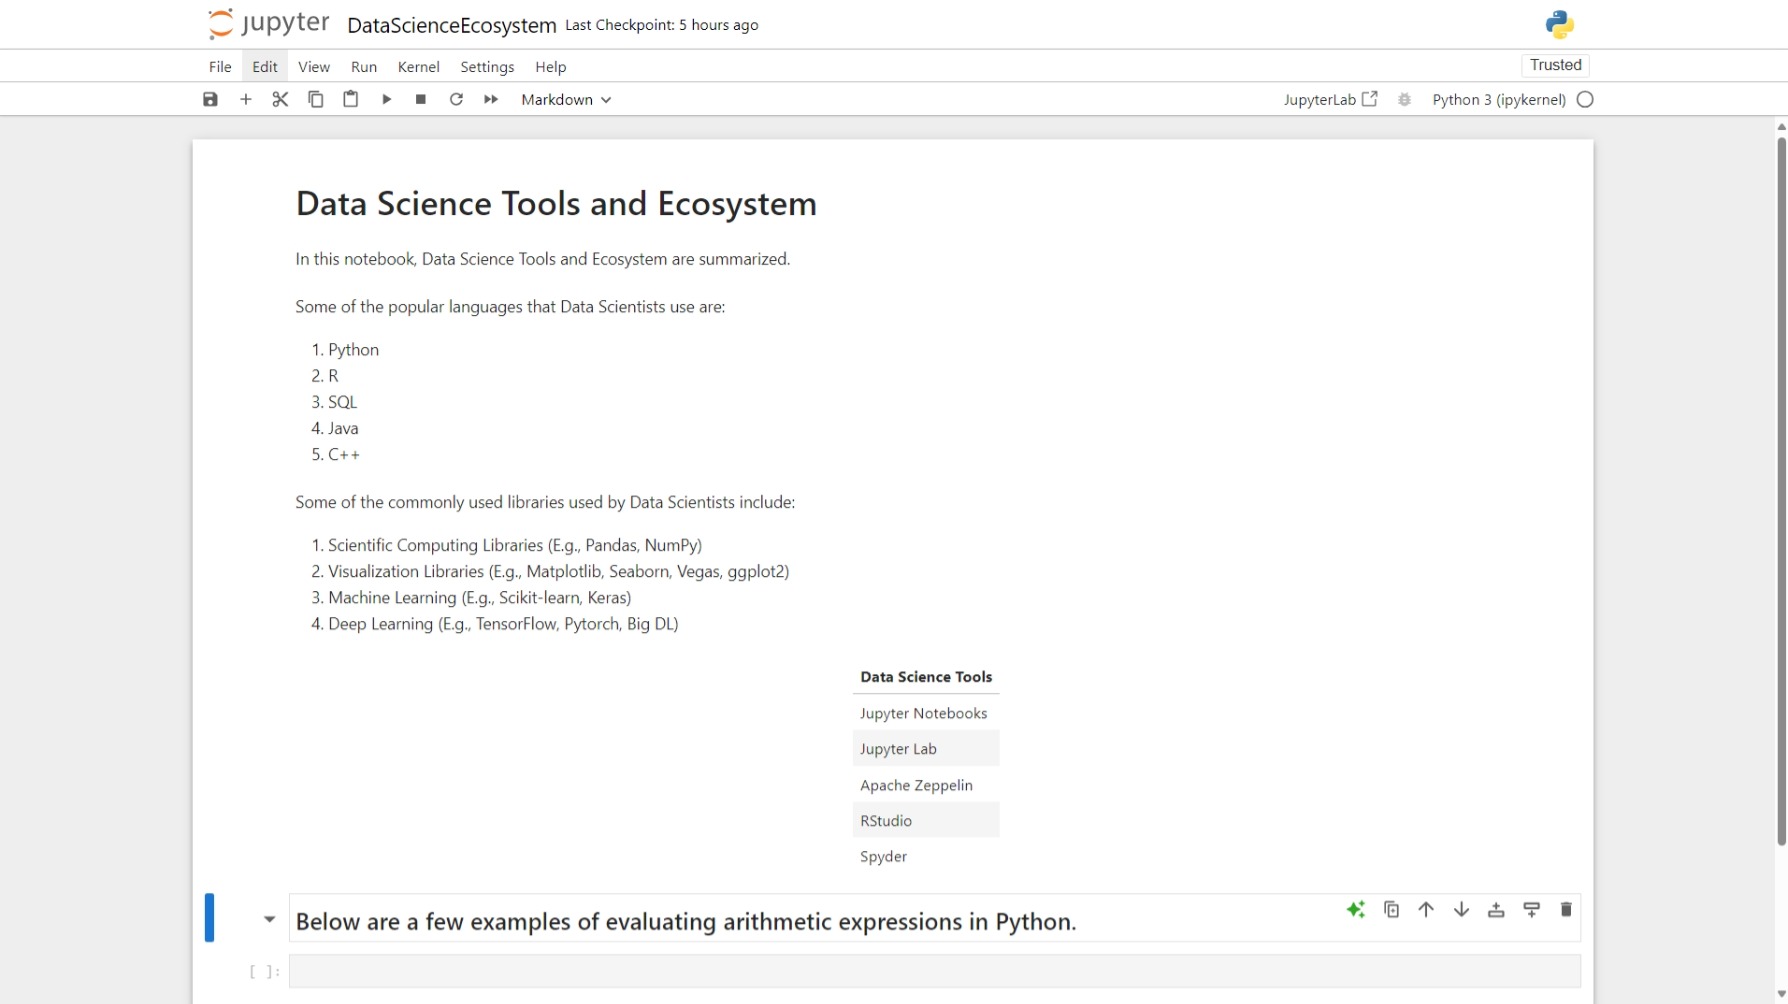 jupyter DataScienceEcosystem Last Checkpoint: 5 hours ago
File Edit View Run Kernel Settings Help Trusted
Markdown JupyterLab Python 3 (ipykernel)
Data Science Tools and Ecosystem
In this notebook, Data Science Tools and Ecosystem are summarized.
Some of the popular languages that Data Scientists use are:
1. Python
2. R
3. SQL
4. Java
5. C++
Some of the commonly used libraries used by Data Scientists include:
1. Scientific Computing Libraries (E.g., Pandas, NumPy)
2. Visualization Libraries (E.g., Matplotlib, Seaborn, Vegas, ggplot2)
3. Machine Learning (E.g., Scikit-learn, Keras)
4. Deep Learning (E.g., TensorFlow, Pytorch, Big DL)
Data Science Tools
Jupyter Notebooks
Jupyter Lab
Apache Zeppelin
RStudio
Spyder
Below are a few examples of evaluating arithmetic expressions in Python.
[ ]: